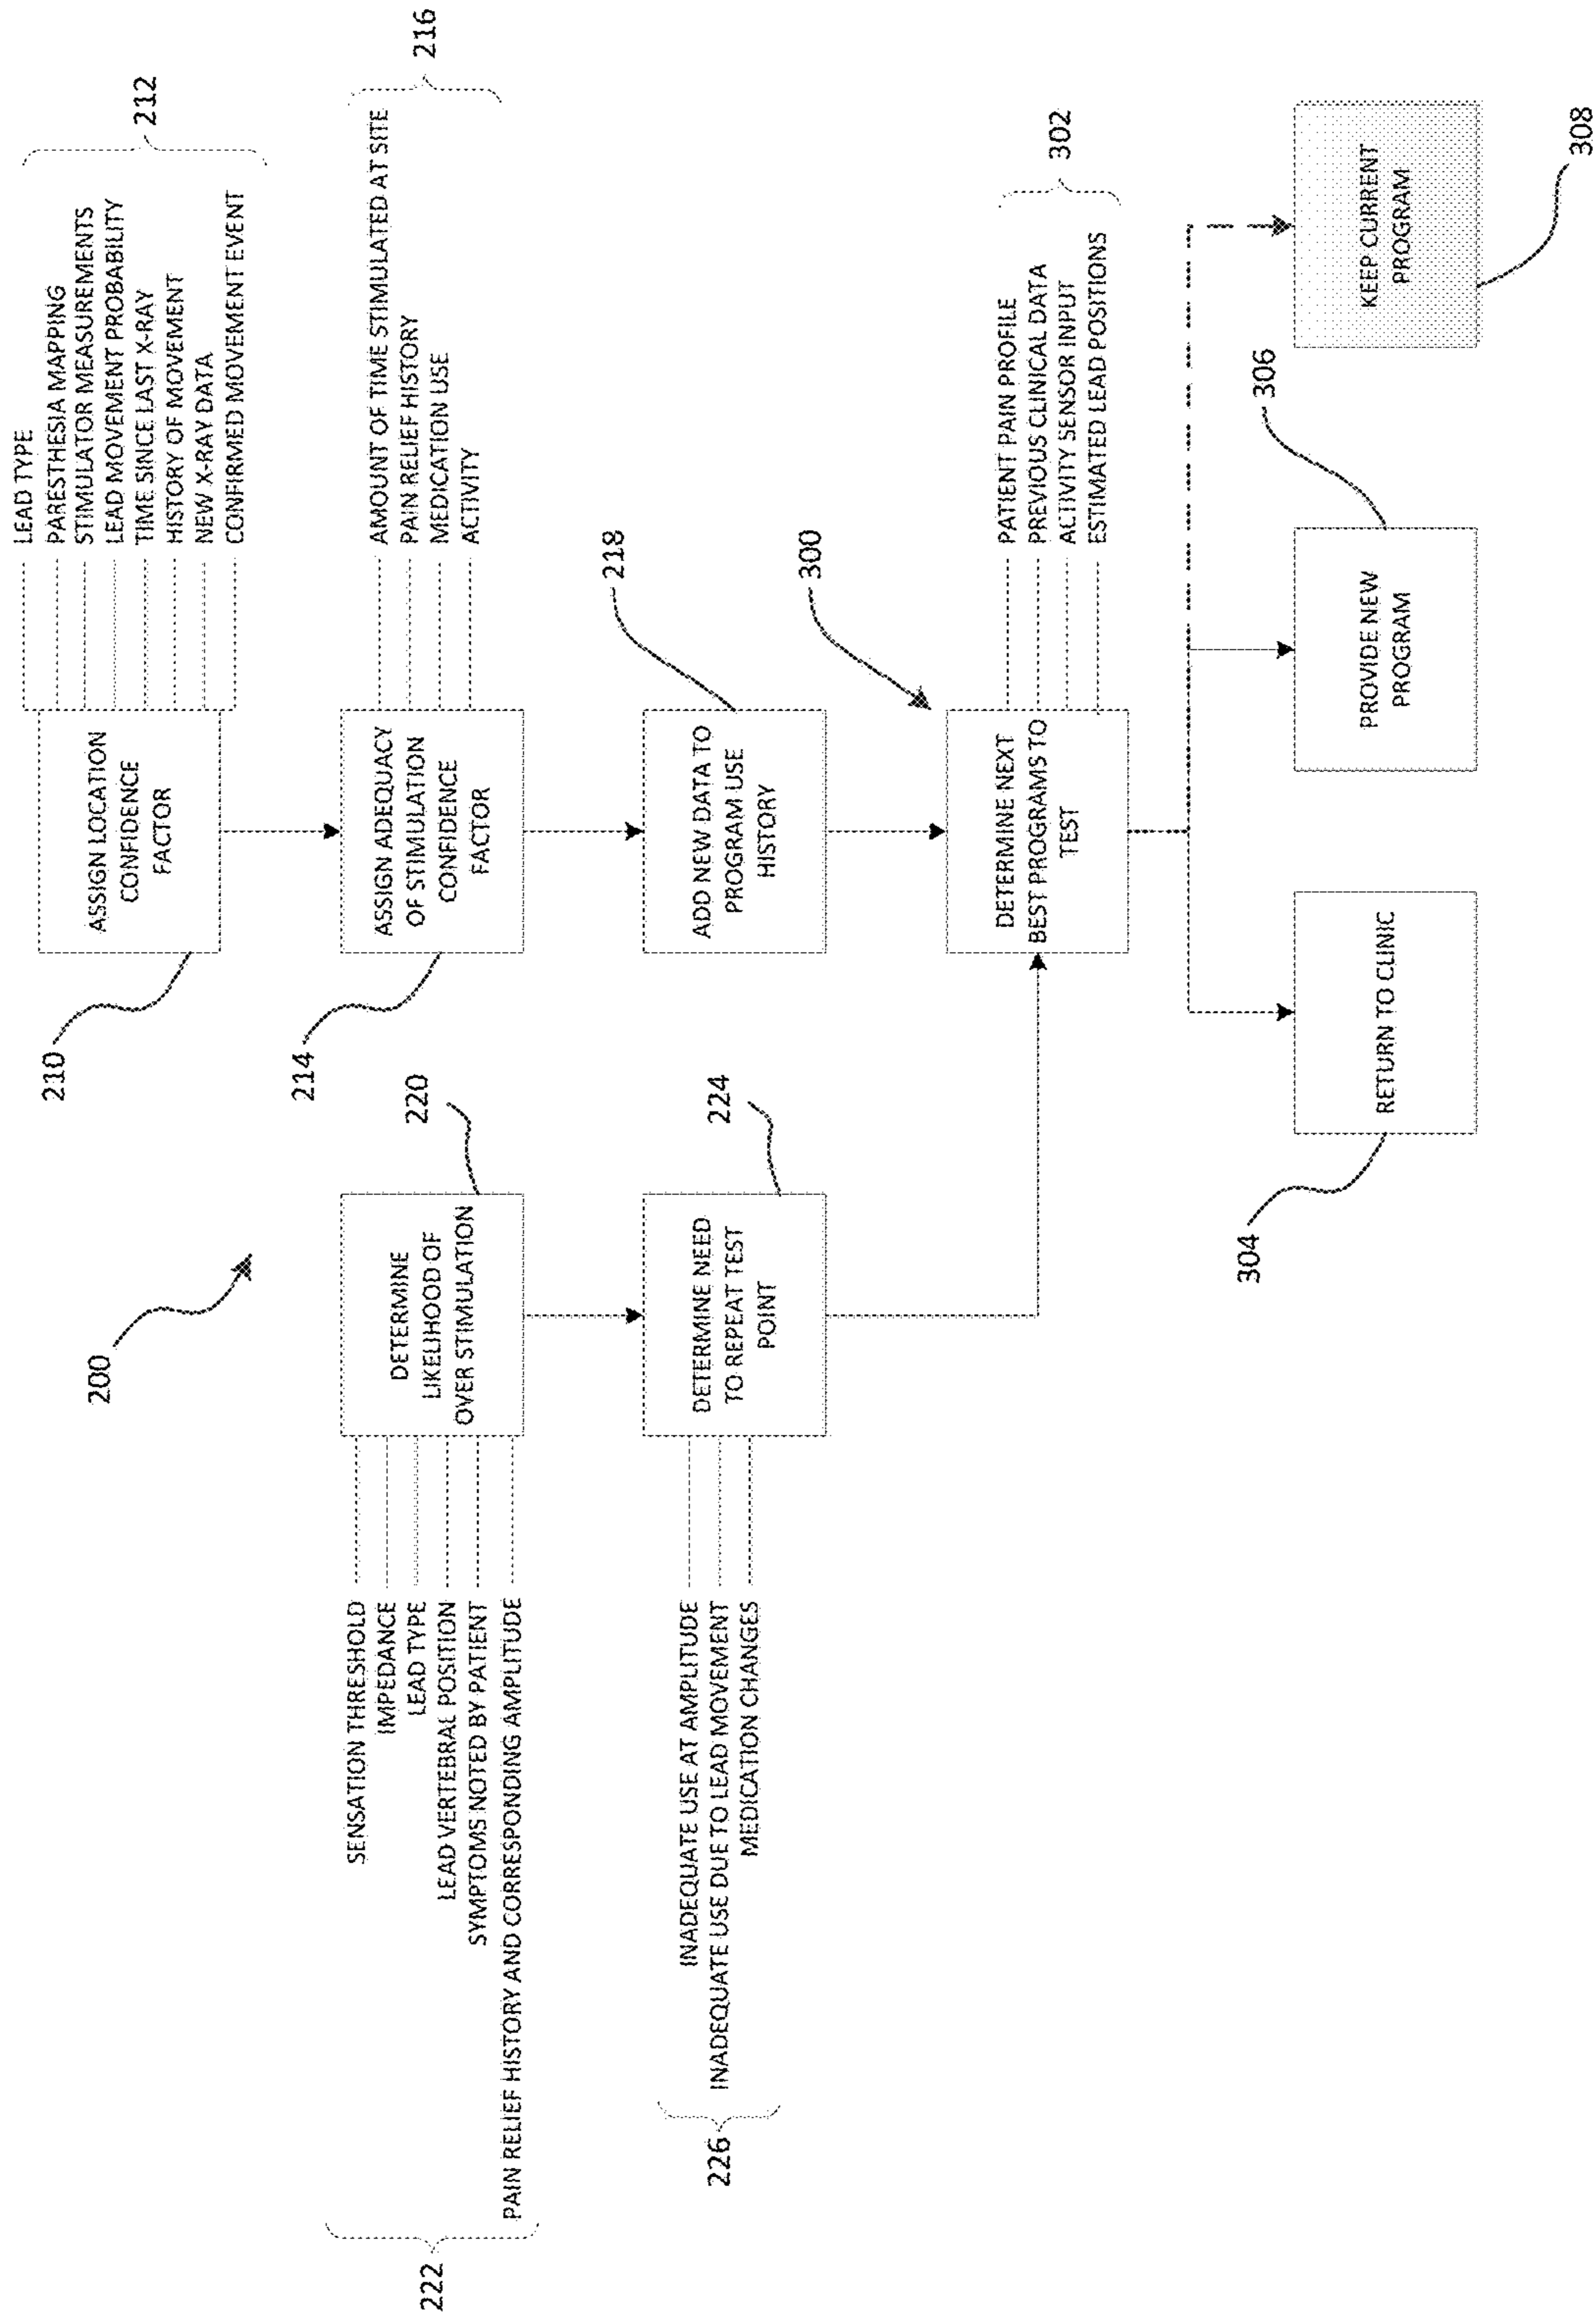 200
210
ASSIGN LOCATION
CONFIDENCE
FACTOR
LEAD TYPE
PARESTHESIA MAPPING
STIMULATOR MEASUREMENTS
LEAD MOVEMENT PROBABILITY
TIME SINCE LAST X-RAY
HISTORY OF MOVEMENT
NEW X-RAY DATA
CONFIRMED MOVEMENT EVENT
212
222
SENSATION THRESHOLD
IMPEDANCE
LEAD TYPE
LEAD VERTEBRAL POSITION
SYMPTOMS NOTED BY PATIENT
PAIN RELIEF HISTORY AND CORRESPONDING AMPLITUDE
DETERMINE
LIKELIHOOD OF
OVER STIMULATION
220
214
ASSIGN ADEQUACY
OF STIMULATION
CONFIDENCE
FACTOR
AMOUNT OF TIME STIMULATED AT SITE
PAIN RELIEF HISTORY
MEDICATION USE
ACTIVITY
216
226
INADEQUATE USE AT AMPLITUDE
INADEQUATE USE DUE TO LEAD MOVEMENT
MEDICATION CHANGES
DETERMINE NEED
TO REPEAT TEST
POINT
224
ADD NEW DATA TO
PROGRAM USE
HISTORY
218
300
DETERMINE NEXT
BEST PROGRAMS TO
TEST
PATIENT PAIN PROFILE
PREVIOUS CLINICAL DATA
ACTIVITY SENSOR INPUT
ESTIMATED LEAD POSITIONS
302
304
RETURN TO CLINIC
PROVIDE NEW
PROGRAM
306
KEEP CURRENT
PROGRAM
308